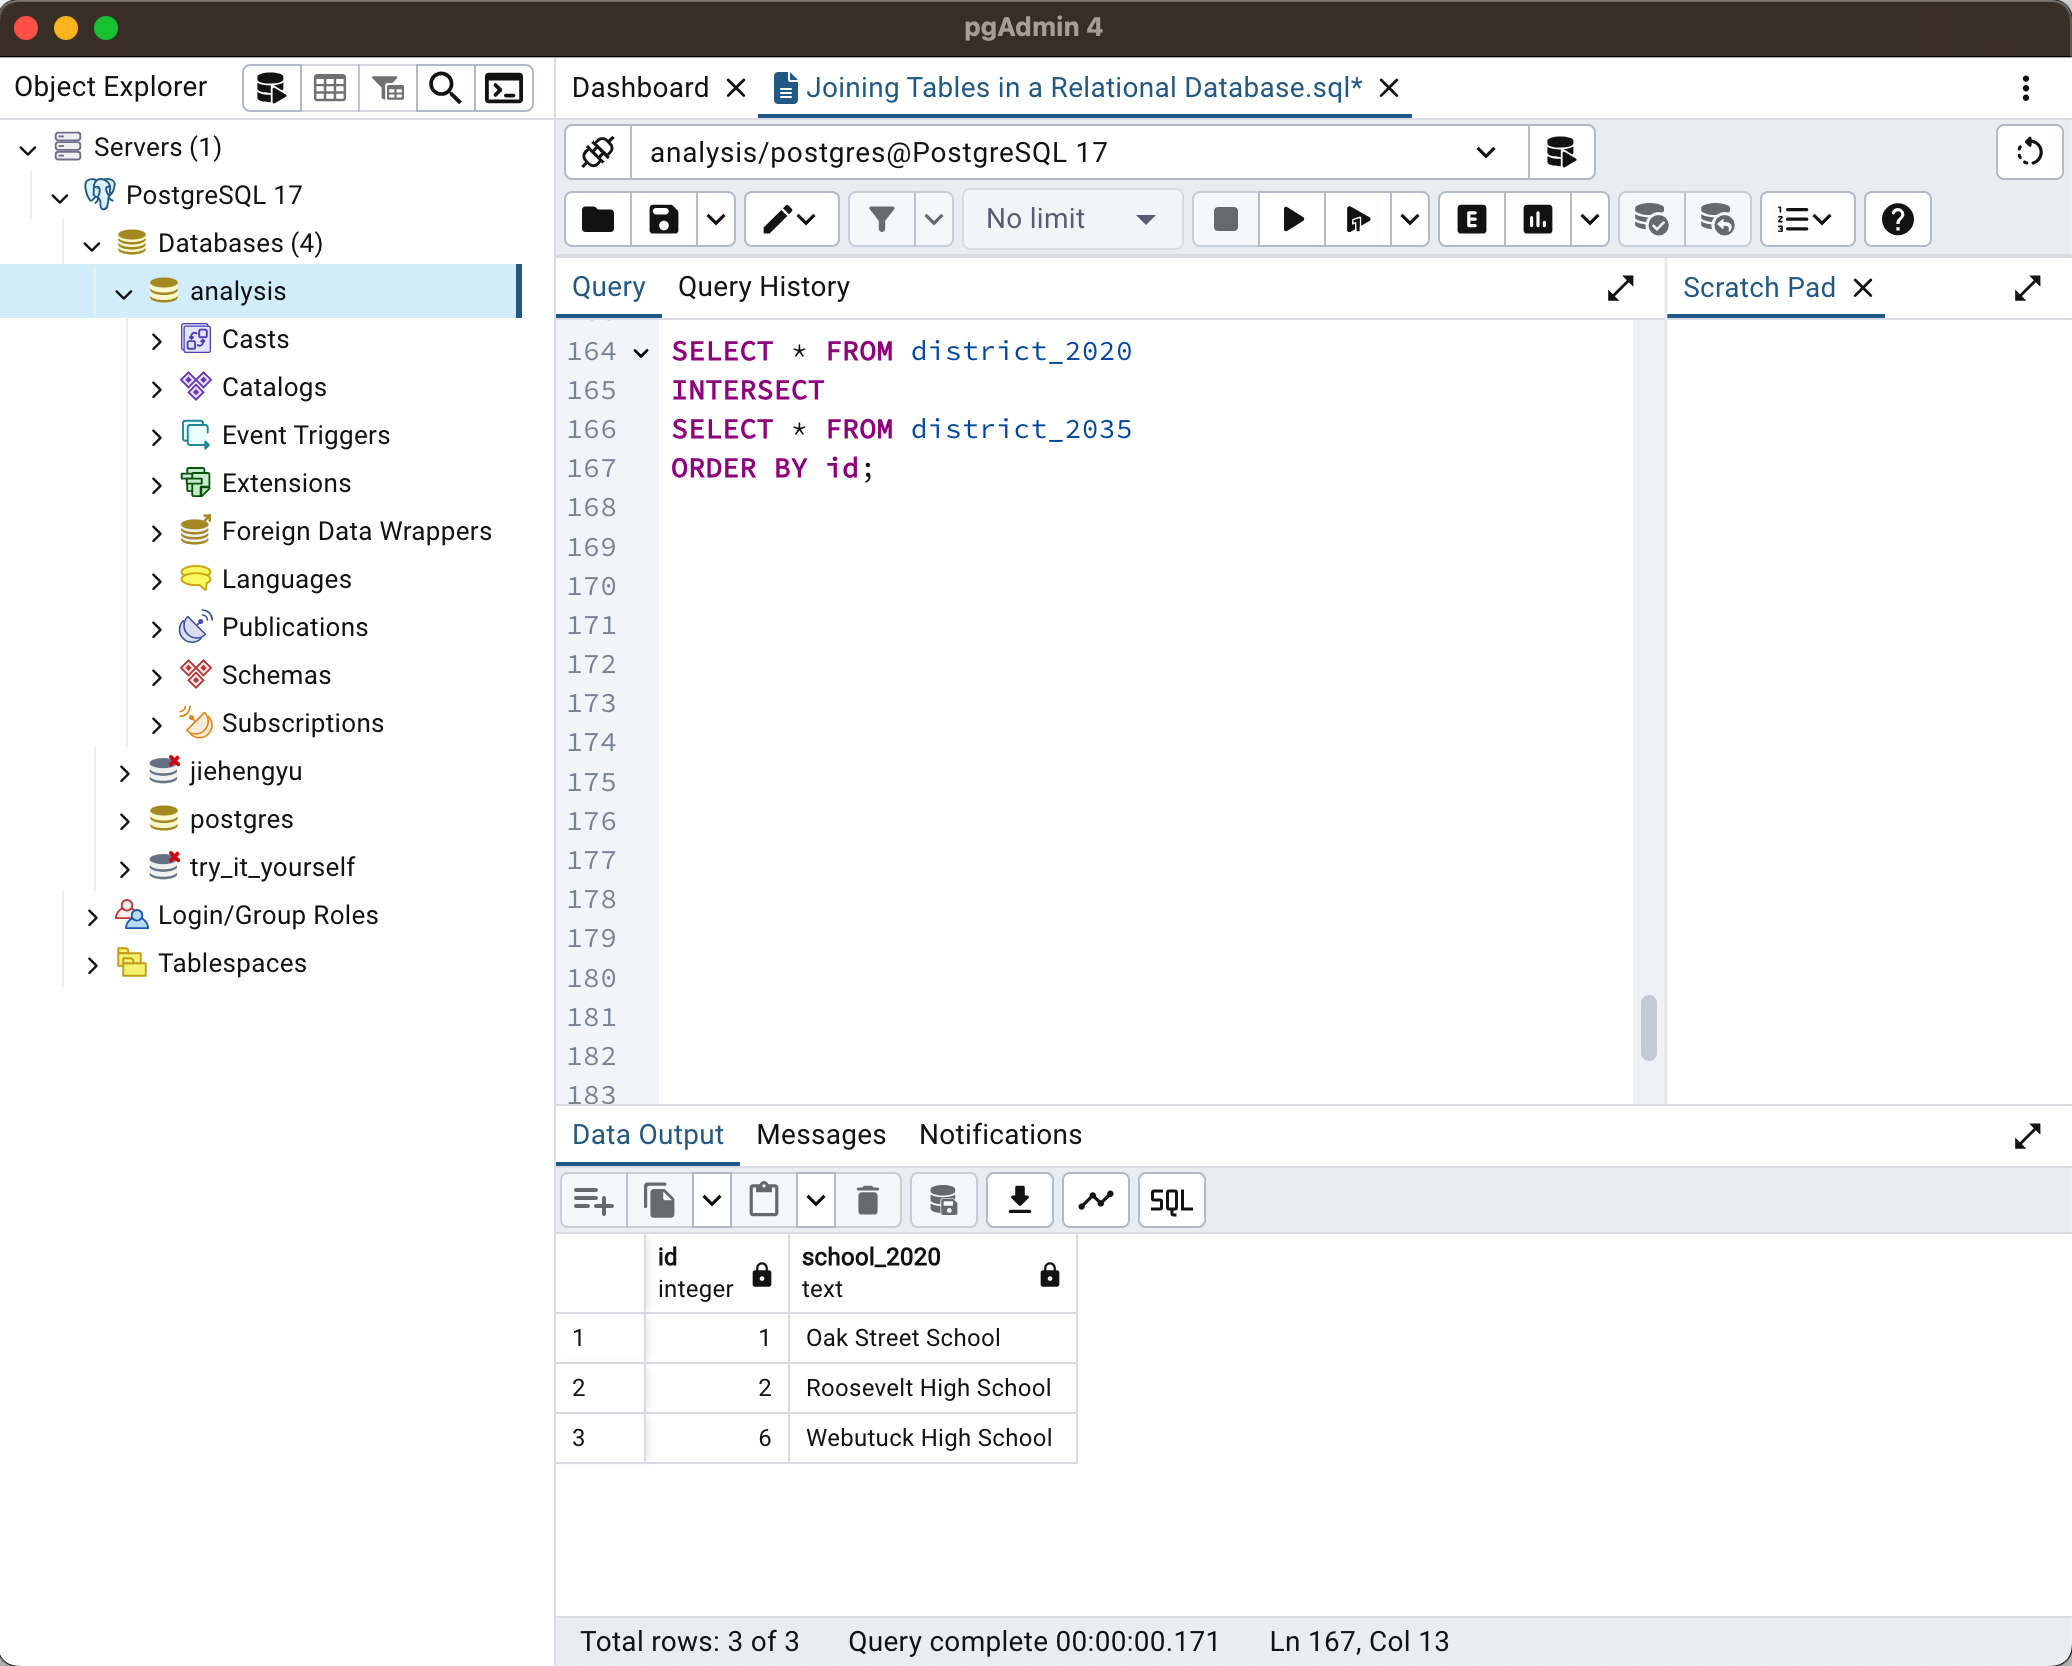 pgAdmin 4
Object Explorer
Servers (1)
PostgreSQL 17
Databases (4)
analysis
Casts
Catalogs
Event Triggers
Extensions
Foreign Data Wrappers
Languages
Publications
Schemas
Subscriptions
jiehengyu
postgres
try_it_yourself
Login/Group Roles
Tablespaces
Dashboard
Joining Tables in a Relational Database.sql*
analysis/postgres@PostgreSQL 17
No limit
E
Query Query History
Scratch Pad
164 SELECT * FROM district_2020
165 INTERSECT
166 SELECT * FROM district_2035
167 ORDER BY id;
168
169
170
171
172
173
174
175
176
177
178
179
180
181
182
183
Data Output Messages Notifications
SQL
id school_2020
integer text
1 1 Oak Street School
2 2 Roosevelt High School
3 6 Webutuck High School
Total rows: 3 of 3 Query complete 00:00:00.171 Ln 167, Col 13